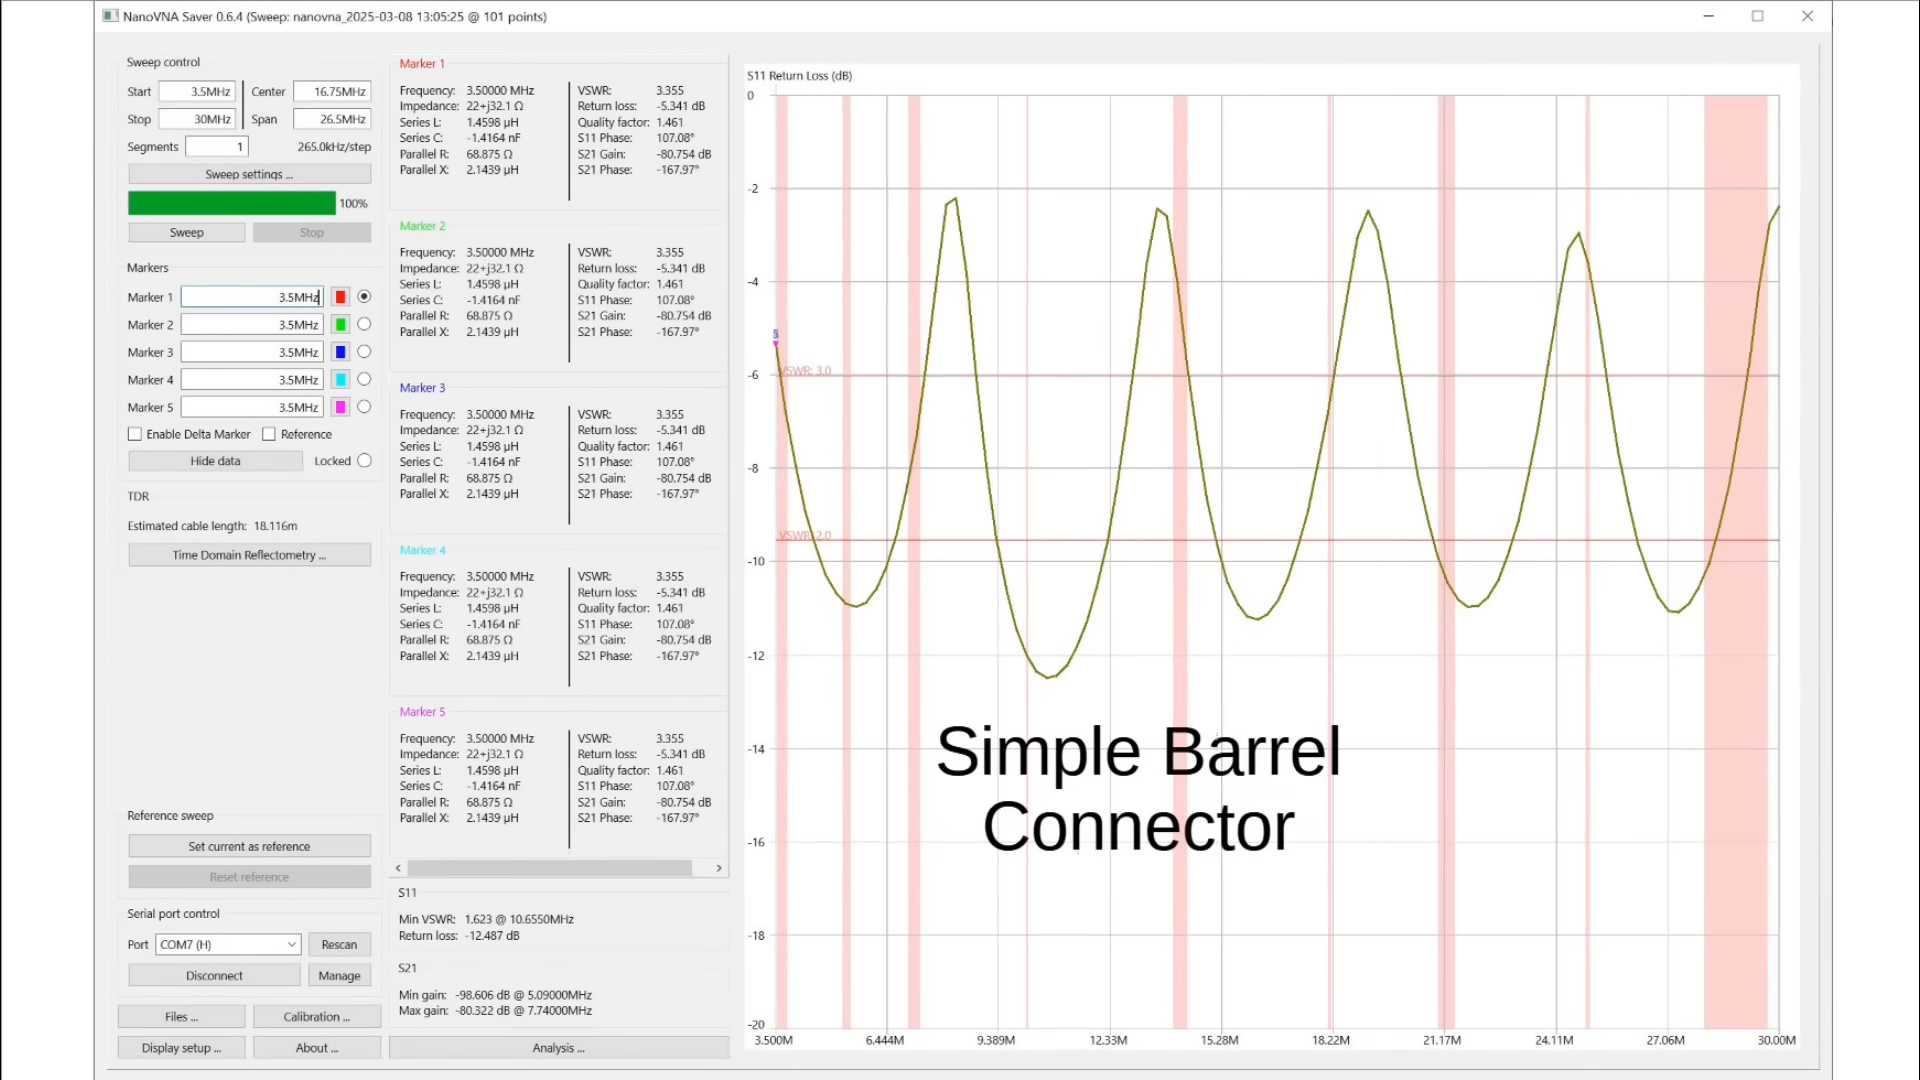 NanoVNA Saver 0.6.4 (Sweep: nanovna_2025-03-08 13:05:25 @ 101 points)
Sweep control
Start 3.5MHz Center 16.75MHz
Stop 30MHz Span 26.5MHz
Segments 1 265.0kHz/step
Sweep settings ...
100%
Sweep Stop
Markers
Marker 1 3.5MHz
Marker 2 3.5MHz
Marker 3 3.5MHz
Marker 4 3.5MHz
Marker 5 3.5MHz
Enable Delta Marker Reference
Hide data Locked
TDR
Estimated cable length: 18.116m
Time Domain Reflectometry ...
Reference sweep
Set current as reference
Reset reference
Serial port control
Port COM7 (H) Rescan
Disconnect Manage
Files ... Calibration ...
Display setup ... About ...
Marker 1
Frequency: 3.50000 MHz VSWR: 3.355
Impedance: 22+j32.1 Ω Return loss: -5.341 dB
Series L: 1.4598 µH Quality factor: 1.461
Series C: -1.4164 nF S11 Phase: 107.08°
Parallel R: 68.875 Ω S21 Gain: -80.754 dB
Parallel X: 2.1439 µH S21 Phase: -167.97°
Marker 2
Frequency: 3.50000 MHz VSWR: 3.355
Impedance: 22+j32.1 Ω Return loss: -5.341 dB
Series L: 1.4598 µH Quality factor: 1.461
Series C: -1.4164 nF S11 Phase: 107.08°
Parallel R: 68.875 Ω S21 Gain: -80.754 dB
Parallel X: 2.1439 µH S21 Phase: -167.97°
Marker 3
Frequency: 3.50000 MHz VSWR: 3.355
Impedance: 22+j32.1 Ω Return loss: -5.341 dB
Series L: 1.4598 µH Quality factor: 1.461
Series C: -1.4164 nF S11 Phase: 107.08°
Parallel R: 68.875 Ω S21 Gain: -80.754 dB
Parallel X: 2.1439 µH S21 Phase: -167.97°
Marker 4
Frequency: 3.50000 MHz VSWR: 3.355
Impedance: 22+j32.1 Ω Return loss: -5.341 dB
Series L: 1.4598 µH Quality factor: 1.461
Series C: -1.4164 nF S11 Phase: 107.08°
Parallel R: 68.875 Ω S21 Gain: -80.754 dB
Parallel X: 2.1439 µH S21 Phase: -167.97°
Marker 5
Frequency: 3.50000 MHz VSWR: 3.355
Impedance: 22+j32.1 Ω Return loss: -5.341 dB
Series L: 1.4598 µH Quality factor: 1.461
Series C: -1.4164 nF S11 Phase: 107.08°
Parallel R: 68.875 Ω S21 Gain: -80.754 dB
Parallel X: 2.1439 µH S21 Phase: -167.97°
S11
Min VSWR: 1.623 @ 10.6550MHz
Return loss: -12.487 dB
S21
Min gain: -98.606 dB @ 5.09000MHz
Max gain: -80.322 dB @ 7.74000MHz
Analysis ...
S11 Return Loss (dB)
0
-2
-4
VSWR: 3.0
-6
-8
VSWR: 2.0
-10
-12
-14
-16
-18
-20
3.500M 6.444M 9.389M 12.33M 15.28M 18.22M 21.17M 24.11M 27.06M 30.00M
Simple Barrel
Connector